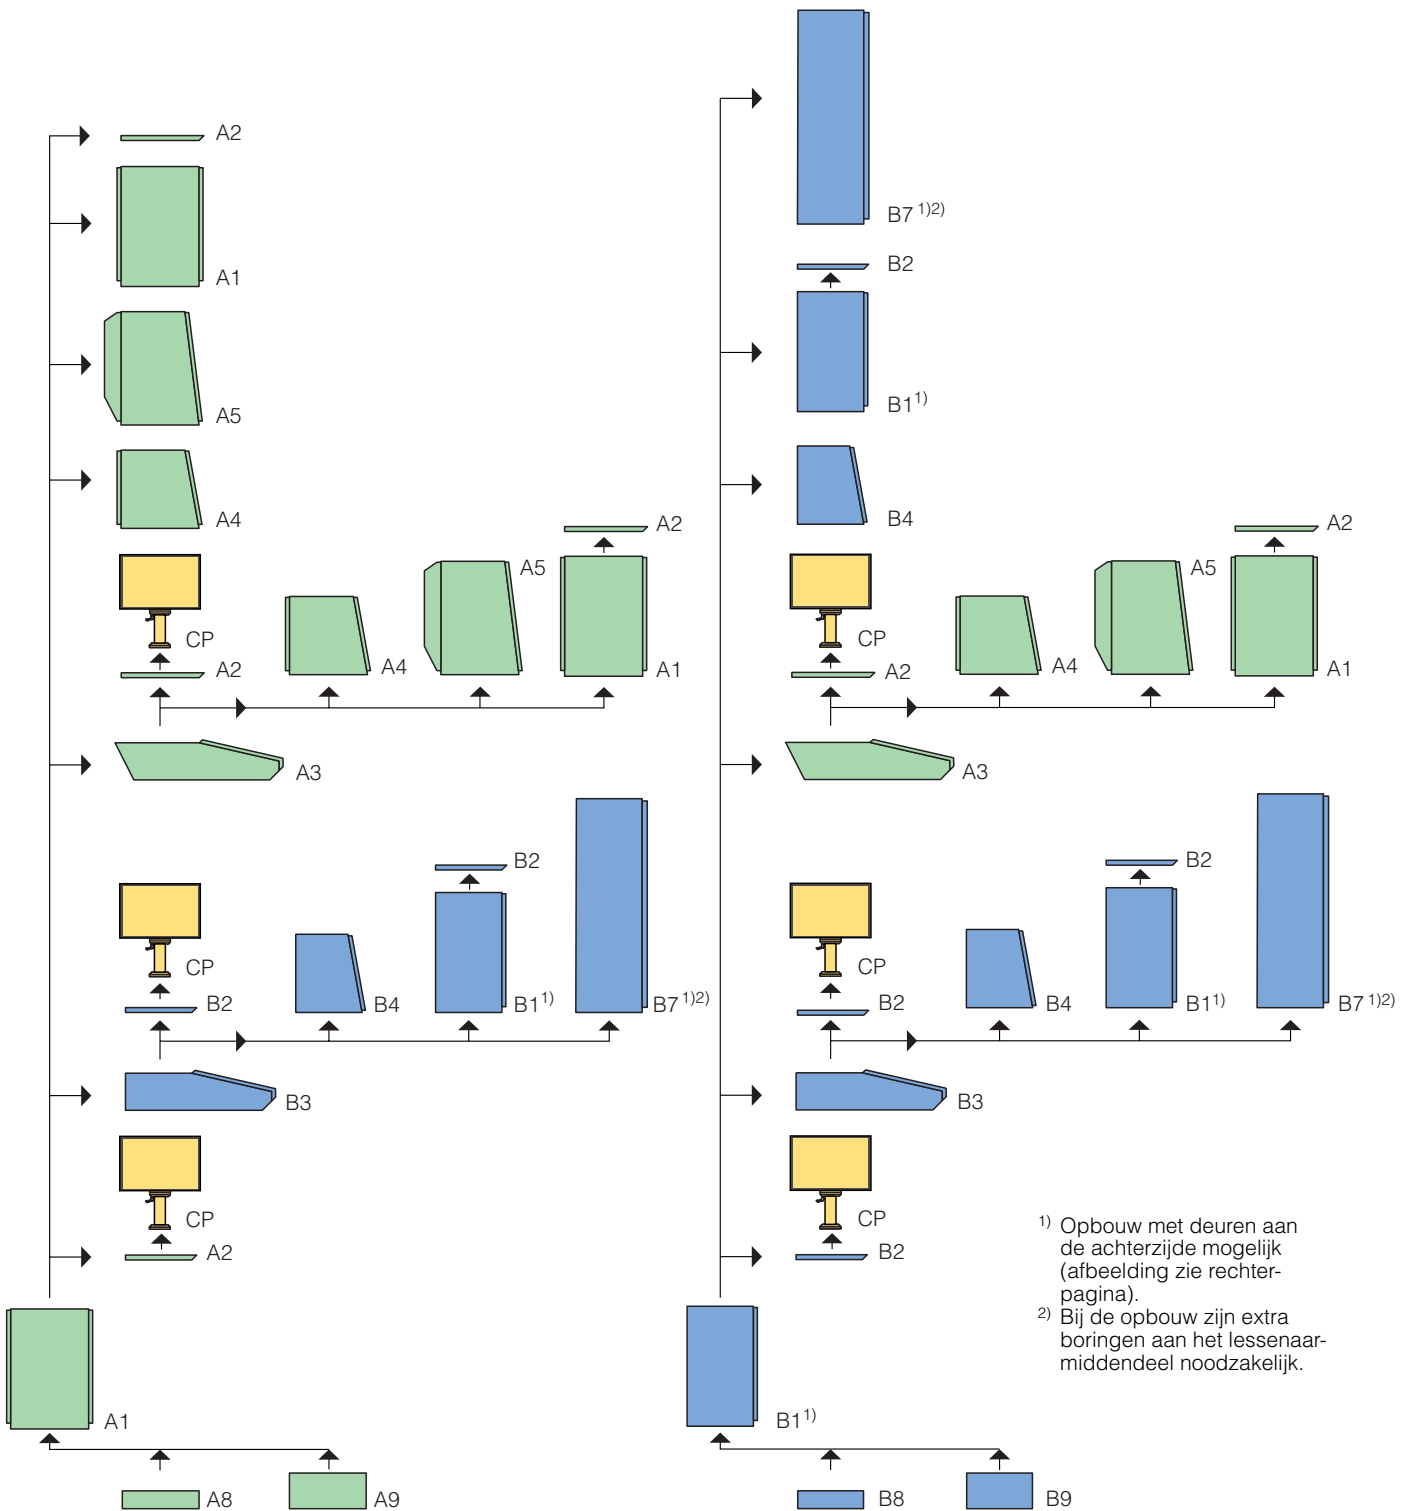 A2
A1
A5
A4
CP
A2
A4
A5
A2
A1
A3
CP
B2
B4
B2
B1 1)
B7 1)2)
B3
CP
A2
A1
A8
A9
B7 1)2)
B2
B1 1)
B4
CP
A2
A4
A5
A2
A1
A3
CP
B2
B4
B2
B1 1)
B7 1)2)
B3
CP
B2
B1 1)
B8
B9
1) Opbouw met deuren aan
de achterzijde mogelijk
(afbeelding zie rechter-
pagina).
2) Bij de opbouw zijn extra
boringen aan het lessenaar-
middendeel noodzakelijk.